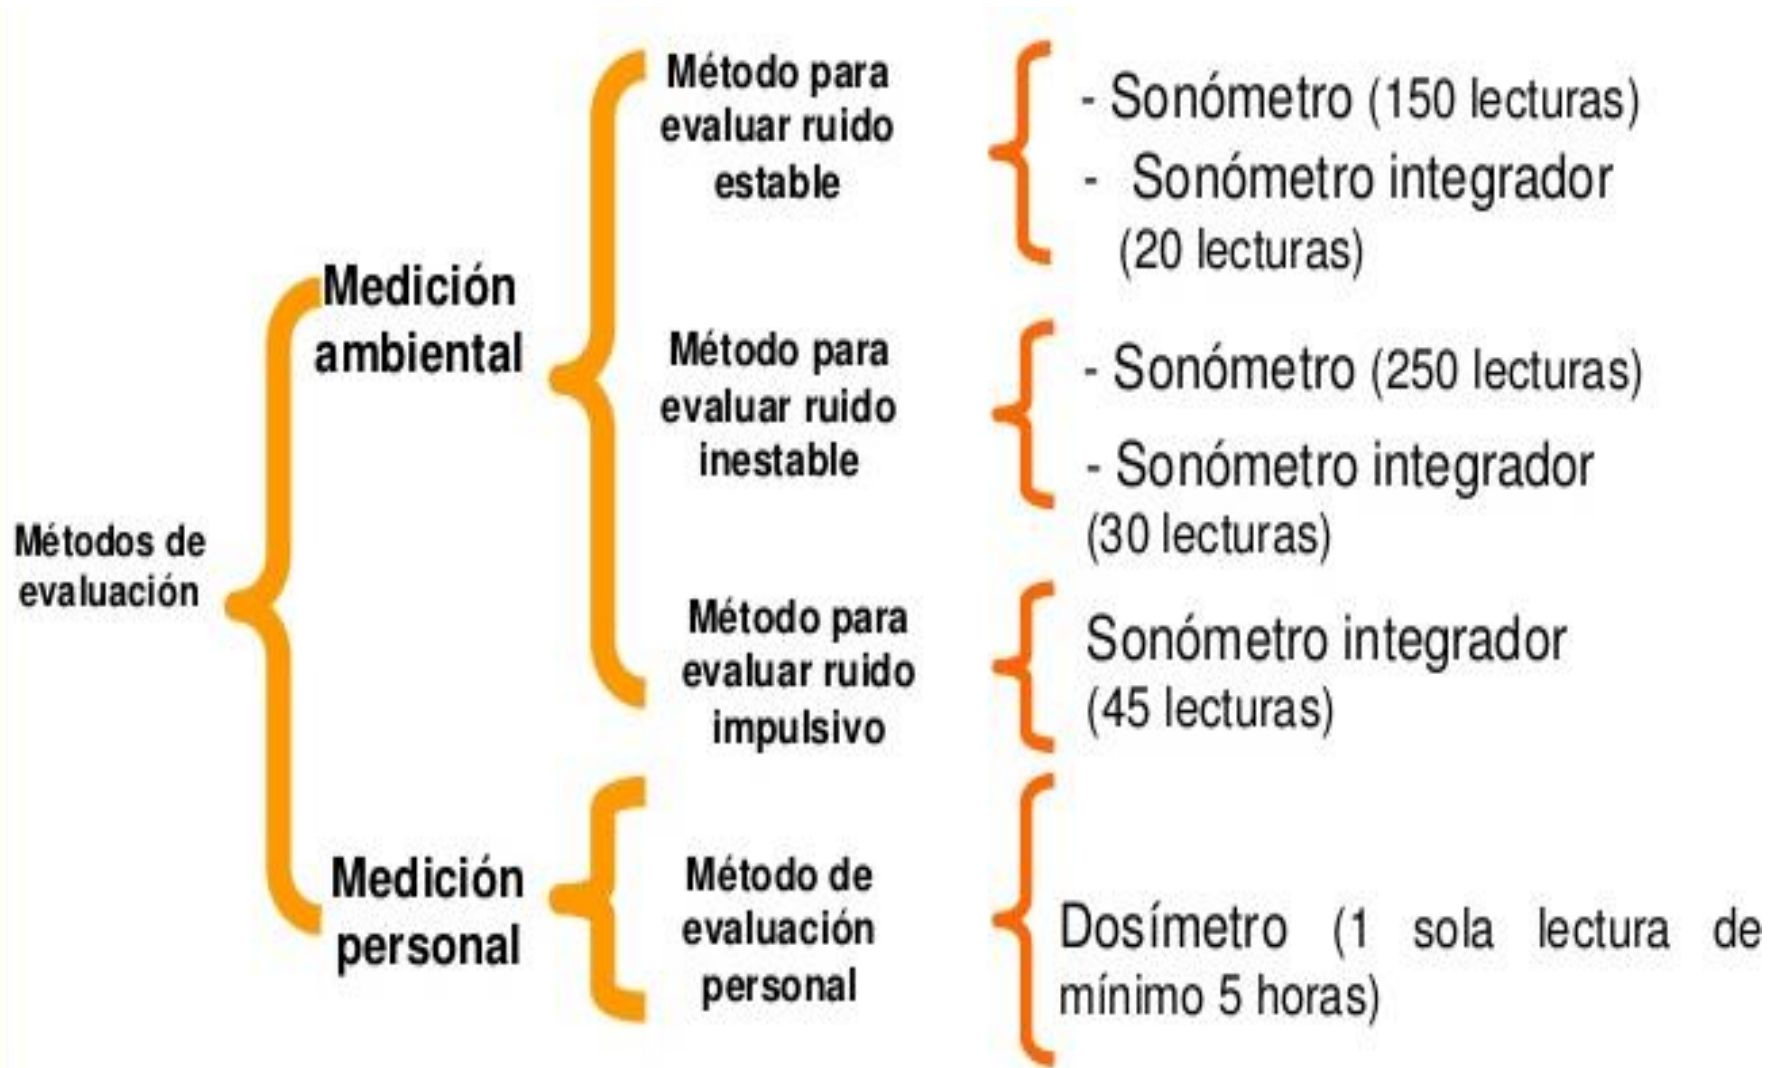 Métodos de
evaluación
Medición
ambiental
Método para
evaluar ruido
estable
- Sonómetro (150 lecturas)
- Sonómetro integrador
(20 lecturas)
Método para
evaluar ruido
inestable
- Sonómetro (250 lecturas)
- Sonómetro integrador
(30 lecturas)
Método para
evaluar ruido
impulsivo
Sonómetro integrador
(45 lecturas)
Medición
personal
Método de
evaluación
personal
Dosímetro (1 sola lectura de
mínimo 5 horas)